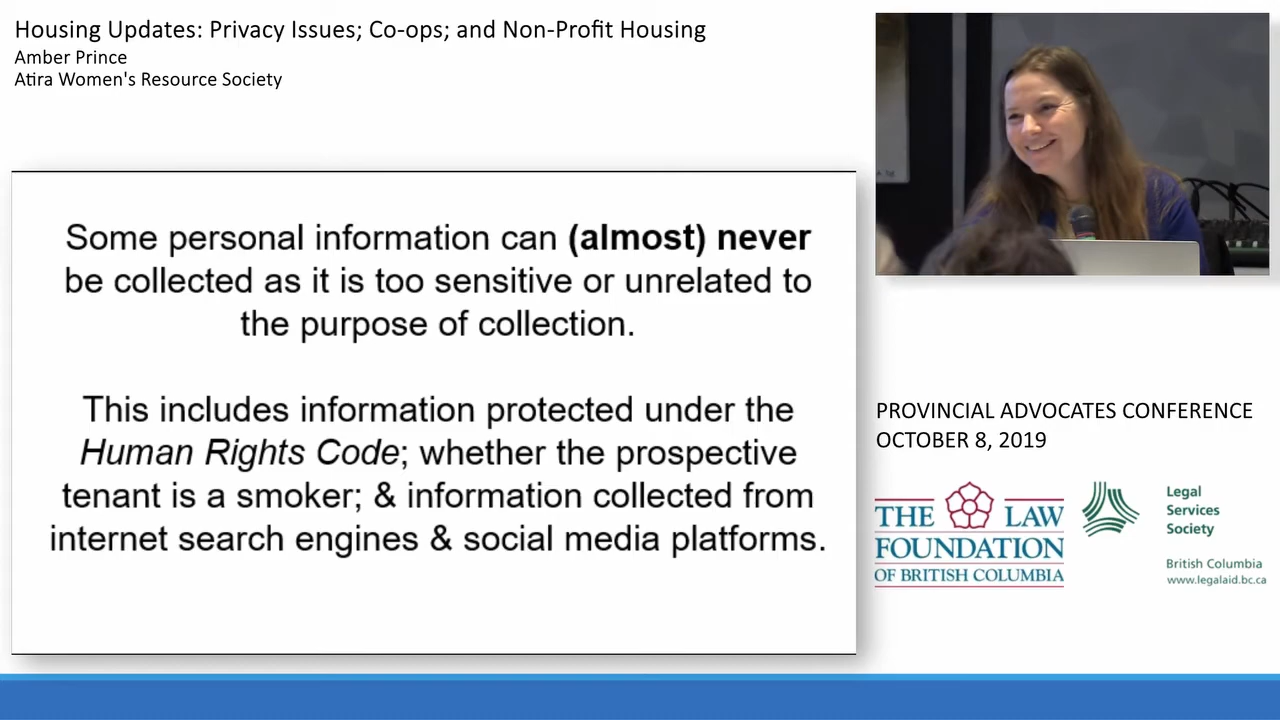 Housing Updates: Privacy Issues; Co-ops; and Non-Profit Housing
Amber Prince
Atira Women's Resource Society
Some personal information can (almost) never
be collected as it is too sensitive or unrelated to
the purpose of collection.
This includes information protected under the
Human Rights Code; whether the prospective
tenant is a smoker; & information collected from
internet search engines & social media platforms.
PROVINCIAL ADVOCATES CONFERENCE
OCTOBER 8, 2019
THE LAW
FOUNDATION
OF BRITISH COLUMBIA
Legal
Services
Society
British Columbia
www.legalaid.bc.ca